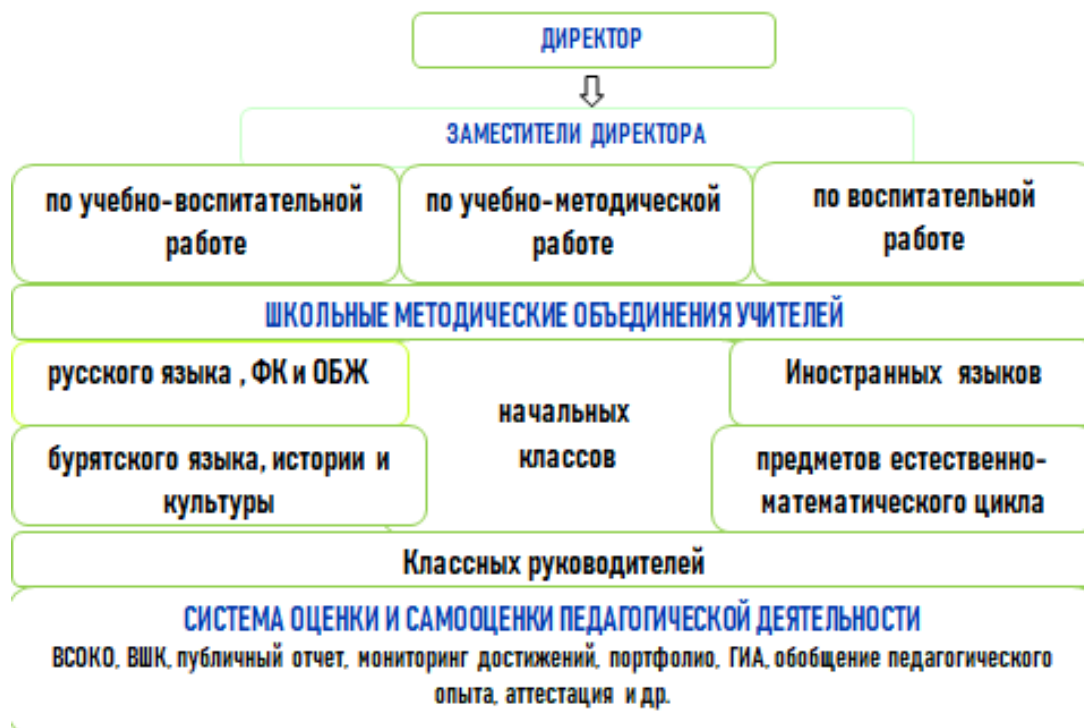 ДИРЕКТОР
ЗАМЕСТИТЕЛИ ДИРЕКТОРА
по учебно-воспитательной
работе
по учебно-методической
работе
по воспитательной
работе
ШКОЛЬНЫЕ МЕТОДИЧЕСКИЕ ОБЪЕДИНЕНИЯ УЧИТЕЛЕЙ
русского языка , ФК и ОБЖ
бурятского языка, истории и
культуры
начальных
классов
Иностранных языков
предметов естественно-
математического цикла
Классных руководителей
СИСТЕМА ОЦЕНКИ И САМООЦЕНКИ ПЕДАГОГИЧЕСКОЙ ДЕЯТЕЛЬНОСТИ
ВСОКО, ВШК, публичный отчет, мониторинг достижений, портфолио, ГИА, обобщение педагогического
опыта, аттестация и др.